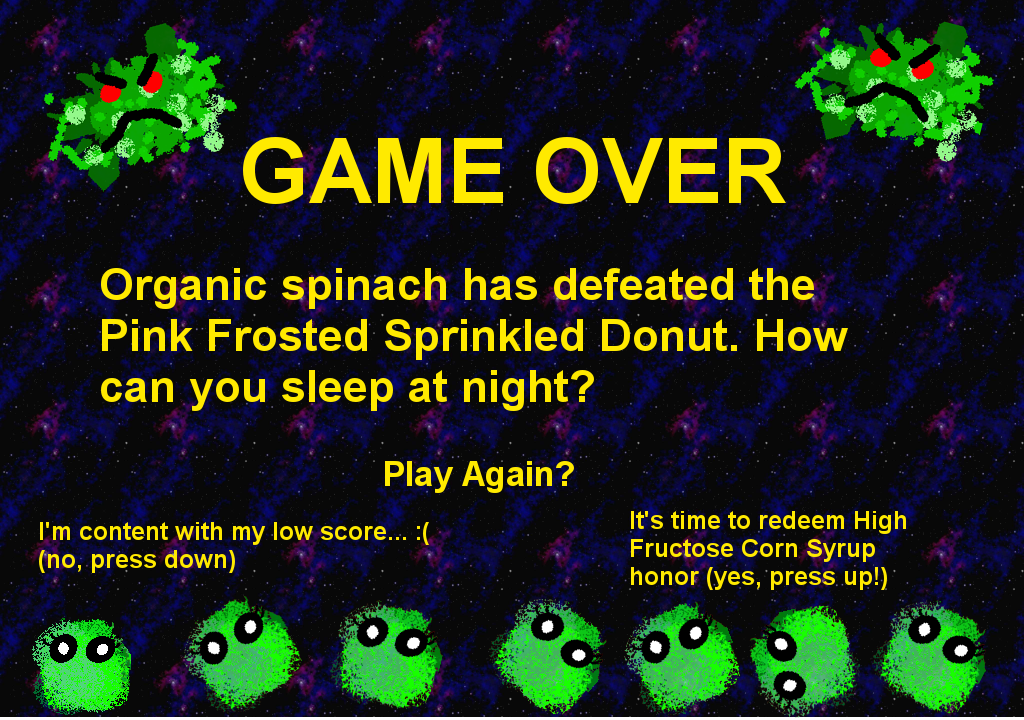 GAME OVER
Organic spinach has defeated the
Pink Frosted Sprinkled Donut. How
can you sleep at night?
Play Again?
I'm content with my low score... :(
(no, press down)
It's time to redeem High
Fructose Corn Syrup
honor (yes, press up!)